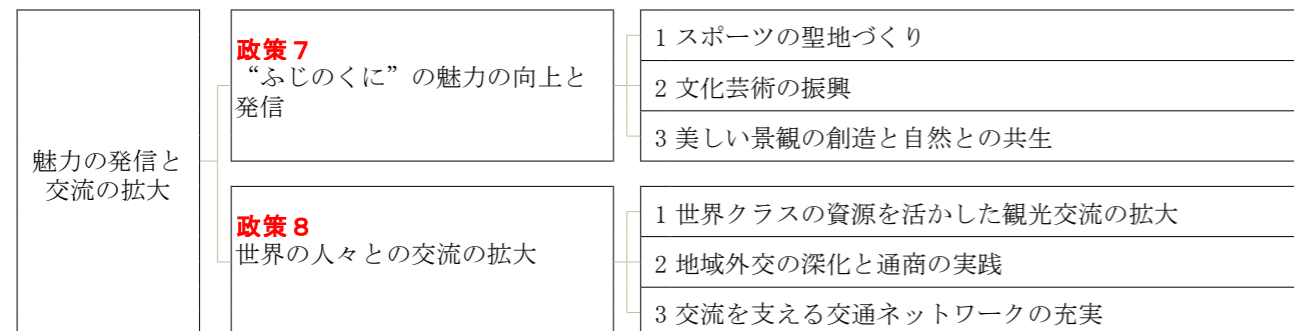 魅力の発信と
交流の拡大
政策７
“ふじのくに”の魅力の向上と
発信
1 スポーツの聖地づくり
2 文化芸術の振興
3 美しい景観の創造と自然との共生
政策８
世界の人々との交流の拡大
1 世界クラスの資源を活かした観光交流の拡大
2 地域外交の深化と通商の実践
3 交流を支える交通ネットワークの充実